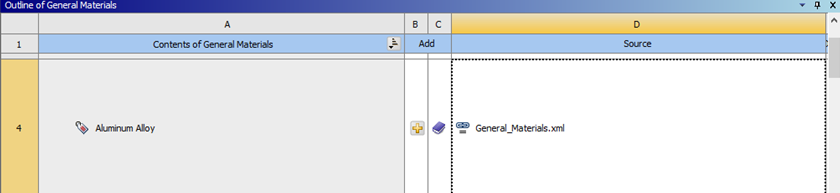 Outline of General Materials
A B C D
1 Contents of General Materials Add Source
4 Aluminum Alloy General_Materials.xml